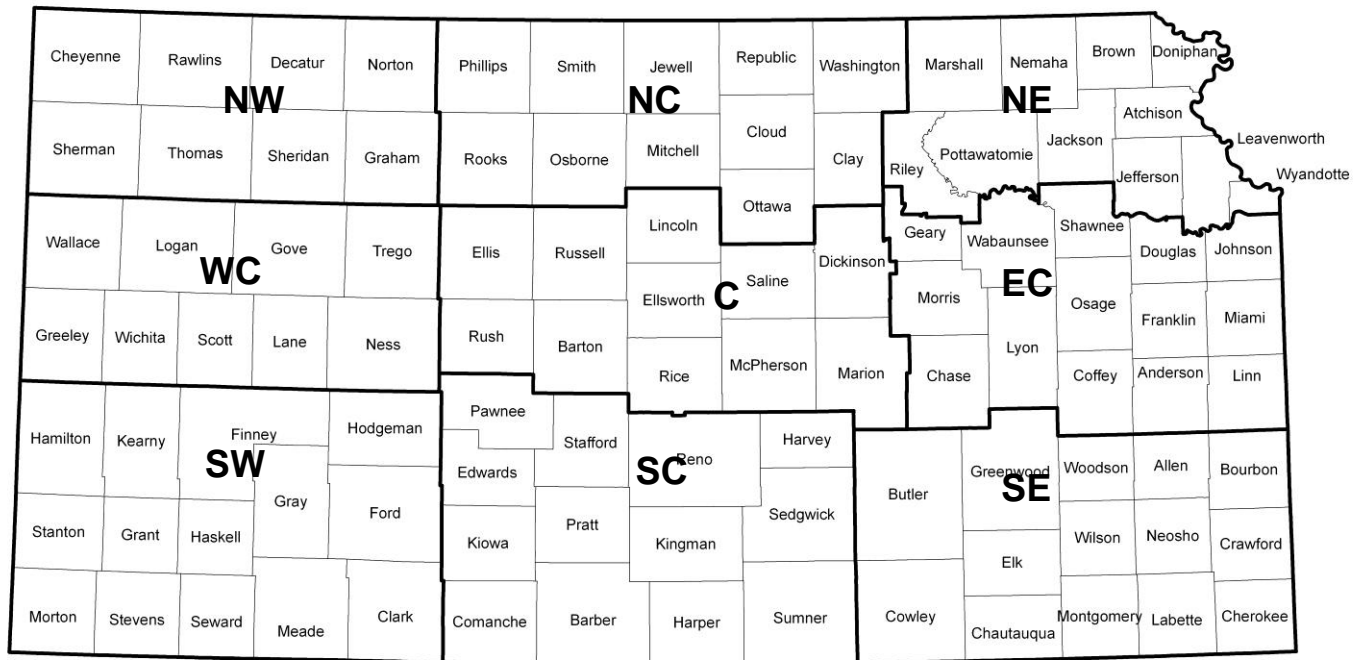 Cheyenne
Rawlins
Decatur
Norton
Phillips
Smith
Jewell
Republic
Washington
Marshall
Nemaha
Brown
Doniphan
NW
NC
NE
Atchison
Sherman
Thomas
Sheridan
Graham
Rooks
Osborne
Mitchell
Cloud
Clay
Riley
Pottawatomie
Jackson
Leavenworth
Jefferson
Wyandotte
Ottawa
Wallace
Logan
Gove
Trego
Ellis
Russell
Lincoln
Dickinson
Geary
Wabaunsee
Shawnee
Douglas
Johnson
WC
C
EC
Ellsworth
Saline
Morris
Osage
Franklin
Miami
Greeley
Wichita
Scott
Lane
Ness
Rush
Barton
Rice
McPherson
Marion
Chase
Lyon
Coffey
Anderson
Linn
Hamilton
Kearny
Finney
Hodgeman
Pawnee
Stafford
Reno
Harvey
SW
SC
SE
Edwards
Butler
Greenwood
Woodson
Allen
Bourbon
Gray
Ford
Sedgwick
Stanton
Grant
Haskell
Kiowa
Pratt
Kingman
Elk
Wilson
Neosho
Crawford
Morton
Stevens
Seward
Meade
Clark
Comanche
Barber
Harper
Sumner
Cowley
Chautauqua
Montgomery
Labette
Cherokee